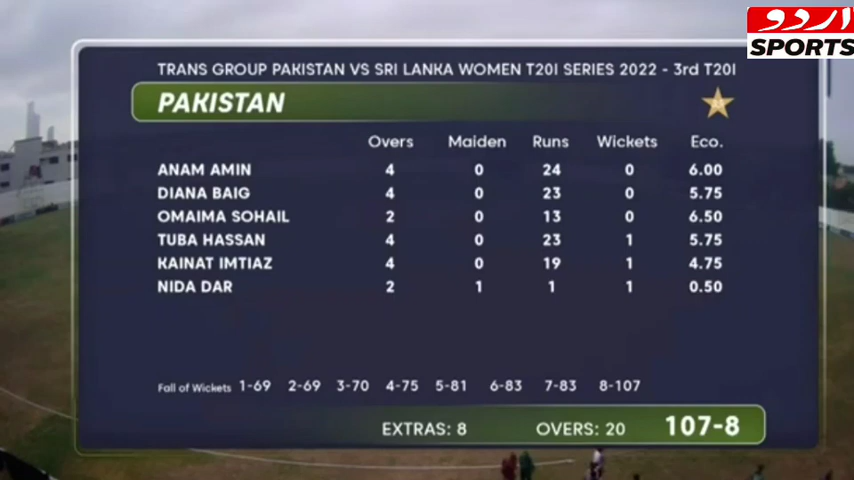 اردو
SPORTS
TRANS GROUP PAKISTAN VS SRI LANKA WOMEN T20I SERIES 2022 - 3rd T20I
PAKISTAN
Overs Maiden Runs Wickets Eco.
ANAM AMIN 4 0 24 0 6.00
DIANA BAIG 4 0 23 0 5.75
OMAIMA SOHAIL 2 0 13 0 6.50
TUBA HASSAN 4 0 23 1 5.75
KAINAT IMTIAZ 4 0 19 1 4.75
NIDA DAR 2 1 1 1 0.50
Fall of Wickets 1-69 2-69 3-70 4-75 5-81 6-83 7-83 8-107
EXTRAS: 8 OVERS: 20 107-8